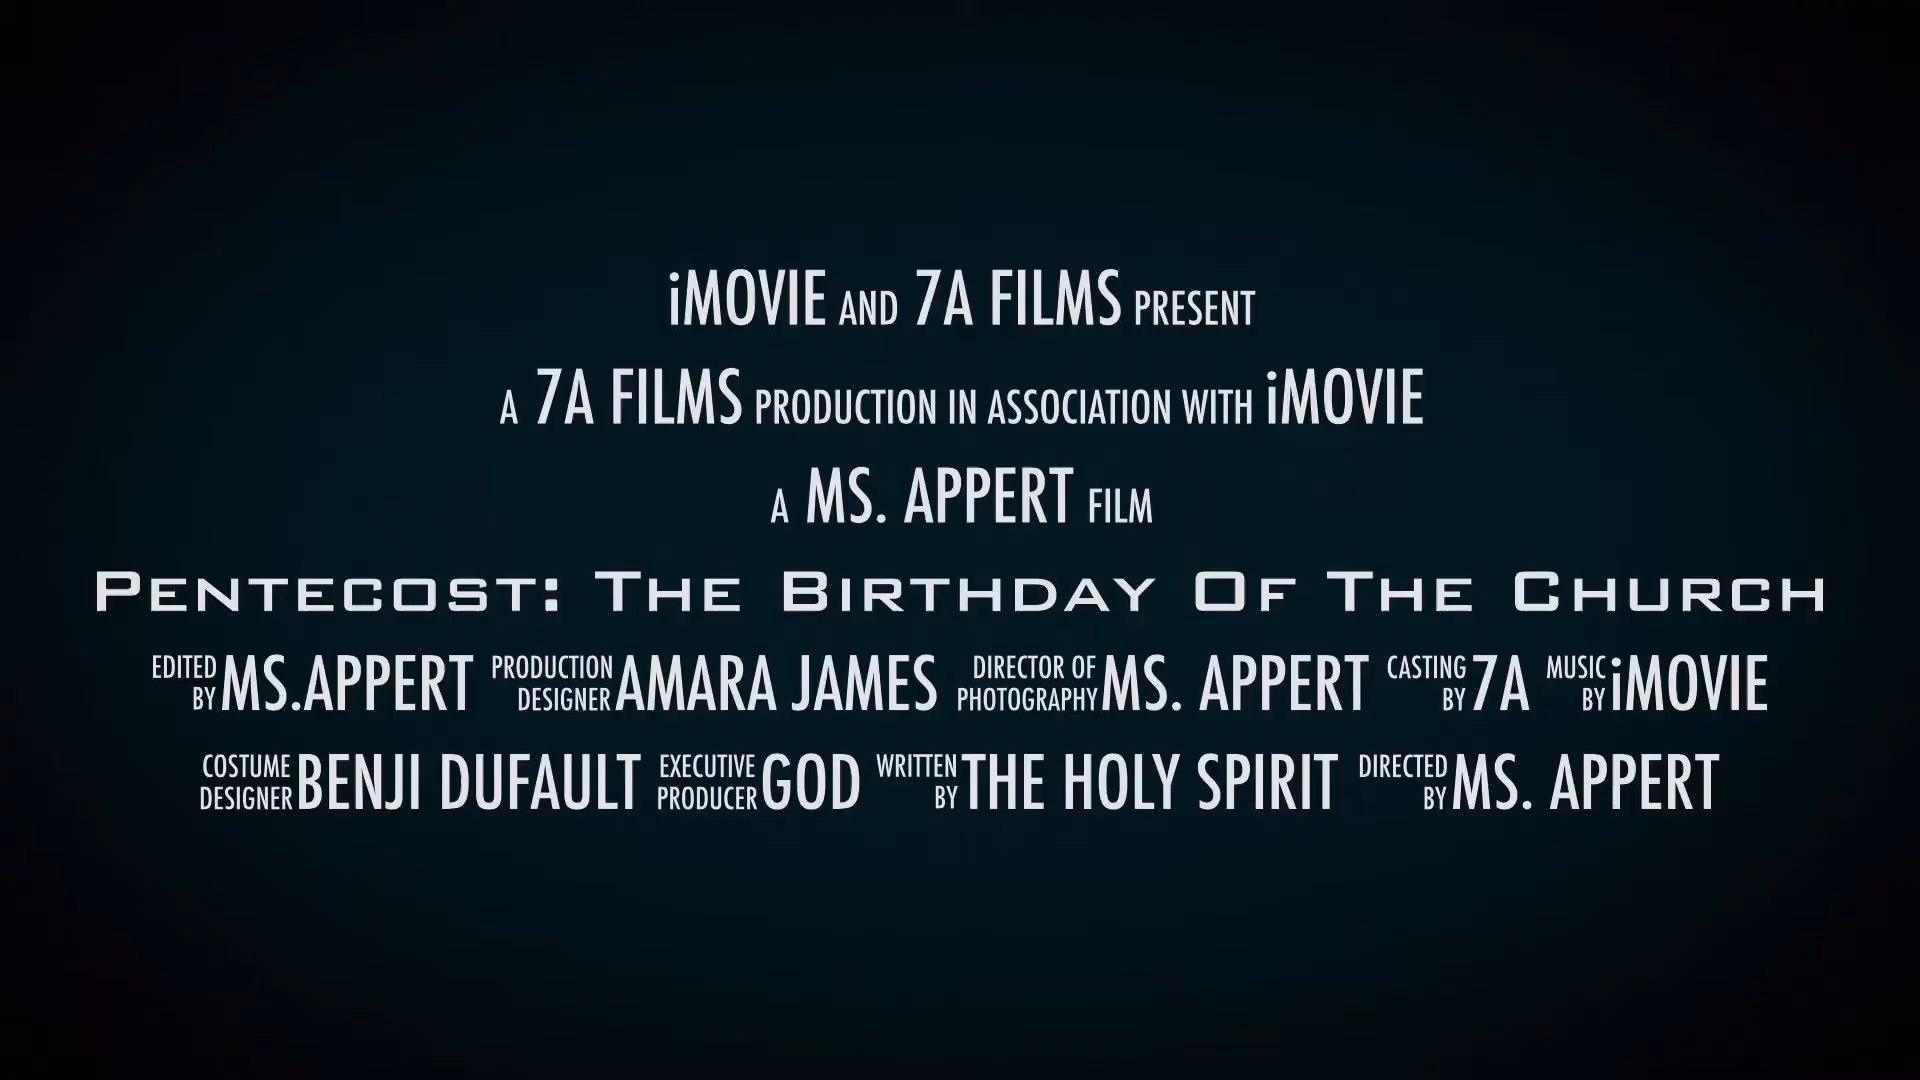 iMOVIE AND 7A FILMS PRESENT
A 7A FILMS PRODUCTION IN ASSOCIATION WITH iMOVIE
A MS. APPERT FILM
PENTECOST: THE BIRTHDAY OF THE CHURCH
EDITED BY MS.APPERT PRODUCTION DESIGNER AMARA JAMES DIRECTOR OF PHOTOGRAPHY MS. APPERT CASTING BY 7A MUSIC BY iMOVIE
COSTUME DESIGNER BENJI DUFAULT EXECUTIVE PRODUCER GOD WRITTEN BY THE HOLY SPIRIT DIRECTED BY MS. APPERT